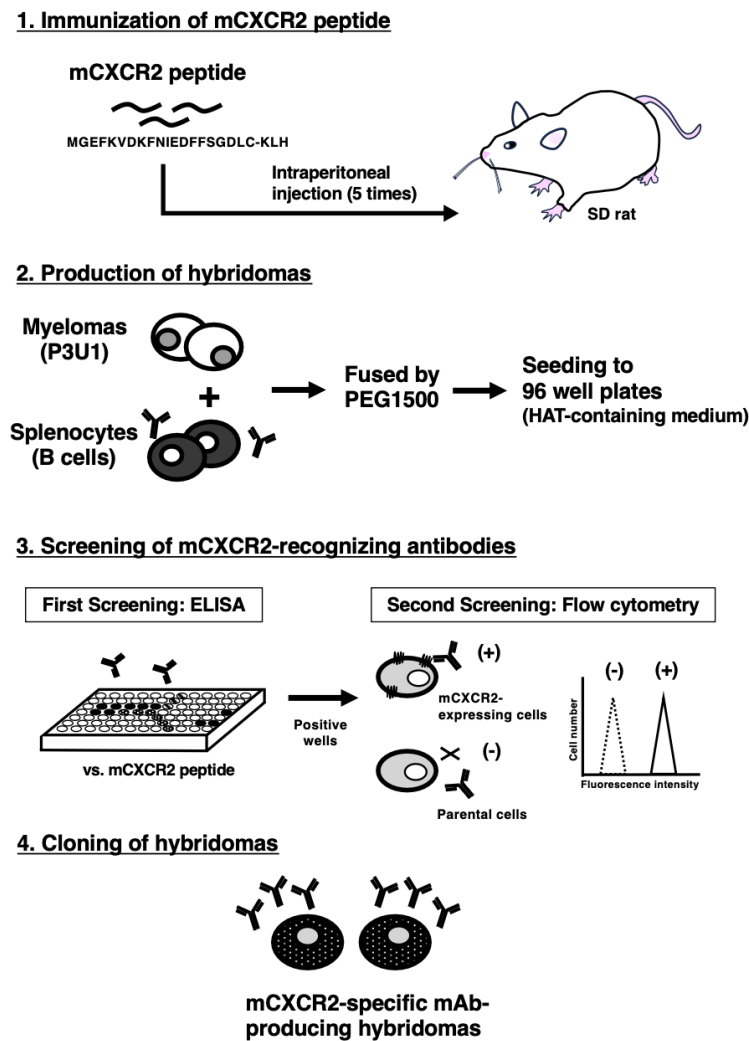 1. Immunization of mCXCR2 peptide
mCXCR2 peptide
MGEFKVDKFNIEDFFSGDLC-KLH
Intraperitoneal
injection (5 times)
SD rat
2. Production of hybridomas
Myelomas
(P3U1)
+
Splenocytes
(B cells)
Fused by
PEG1500
Seeding to
96 well plates
(HAT-containing medium)
3. Screening of mCXCR2-recognizing antibodies
First Screening: ELISA
vs. mCXCR2 peptide
Positive
wells
Second Screening: Flow cytometry
(+)
mCXCR2-
expressing cells
(-)
Parental cells
(-)
(+)
Cell number
Fluorescence intensity
4. Cloning of hybridomas
mCXCR2-specific mAb-
producing hybridomas